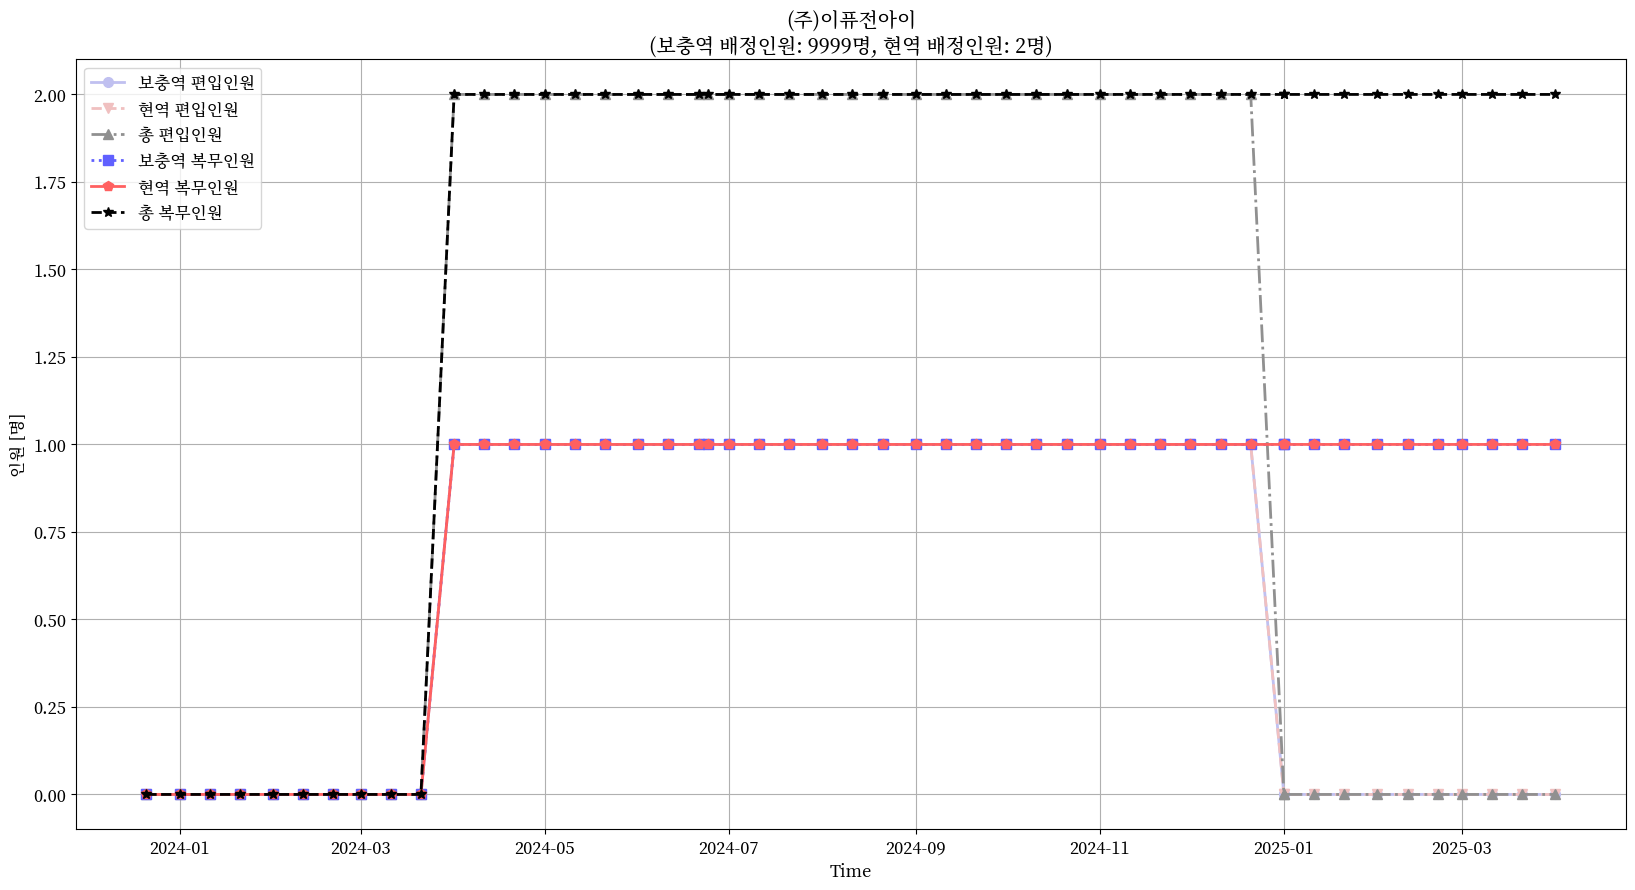 (주)이퓨전아이
(보충역 배정인원: 9999명, 현역 배정인원: 2명)
보충역 편입인원
현역 편입인원
총 편입인원
보충역 복무인원
현역 복무인원
총 복무인원
2.00
1.75
1.50
1.25
1.00
0.75
0.50
0.25
0.00
인원 [명]
2024-01
2024-03
2024-05
2024-07
2024-09
2024-11
2025-01
2025-03
Time